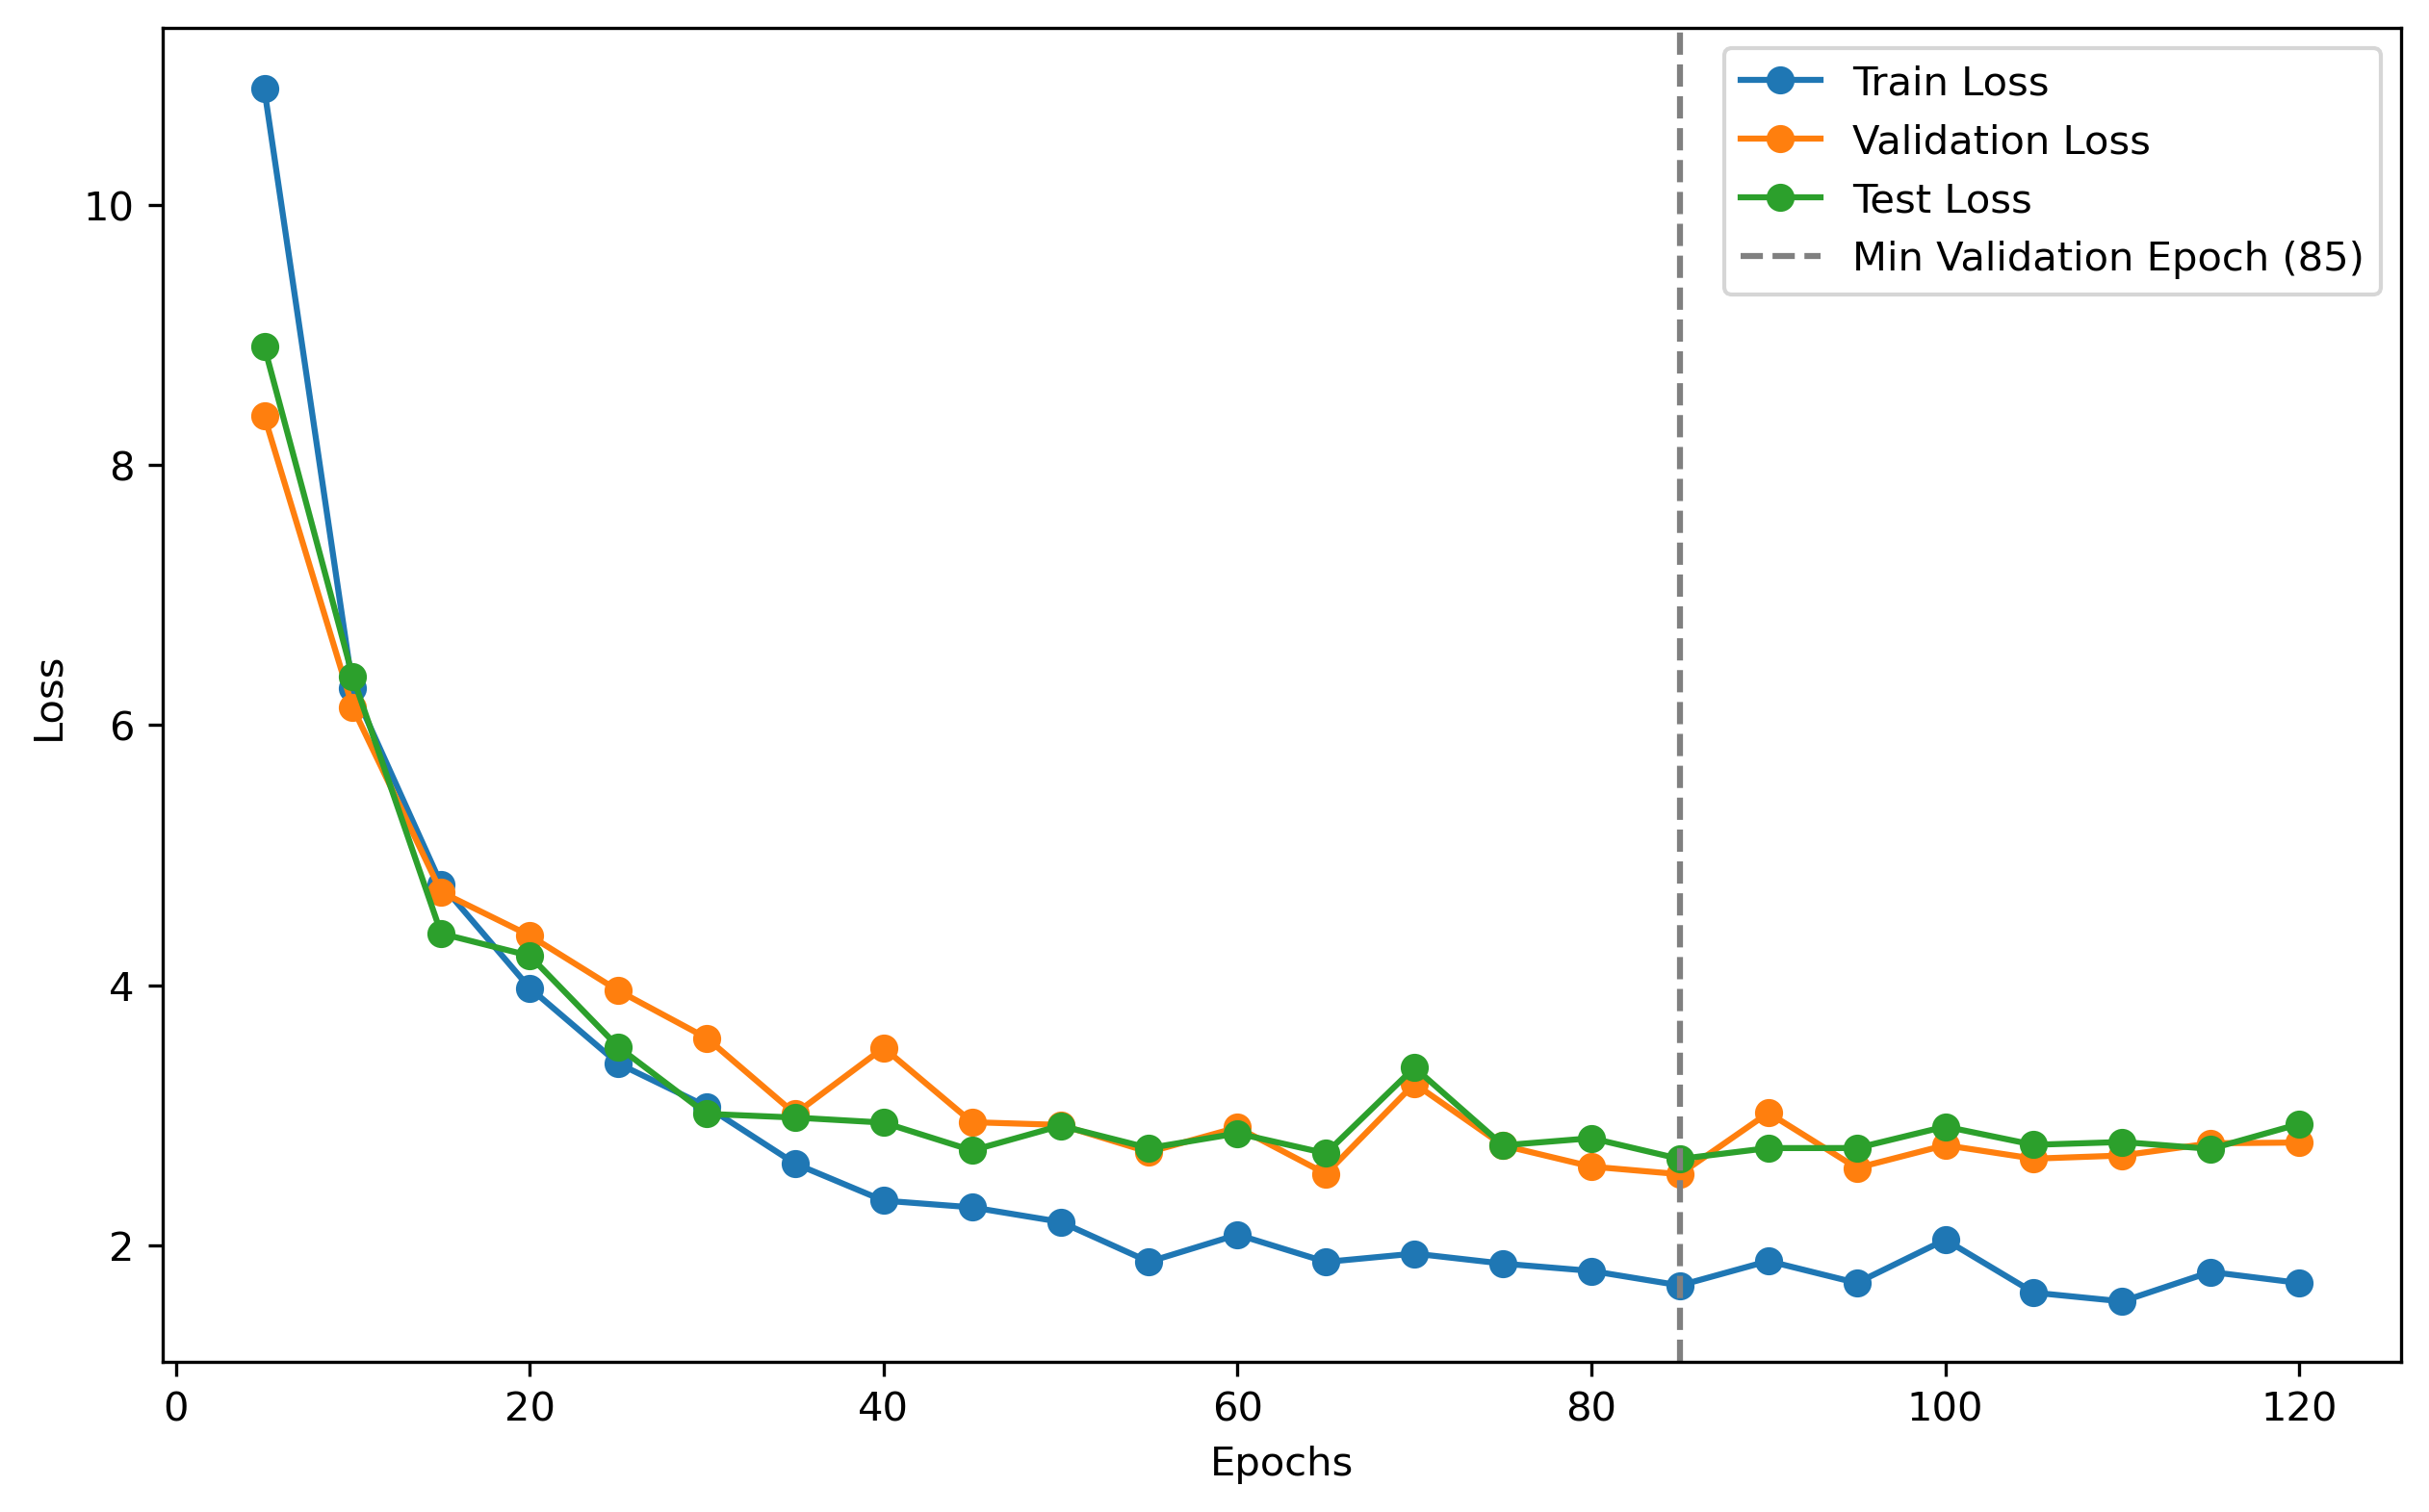 Train Loss
Validation Loss
Test Loss
Min Validation Epoch (85)
10
8
6
4
2
Loss
0 20 40 60 80 100 120
Epochs